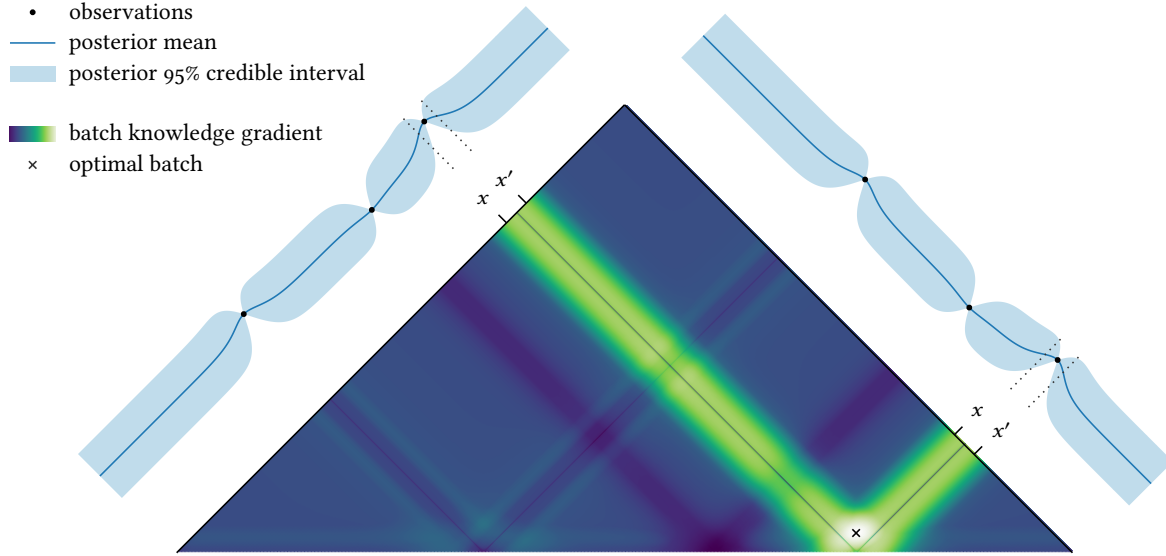 observations
posterior mean
posterior 95% credible interval
batch knowledge gradient
optimal batch
x x′
x
x′